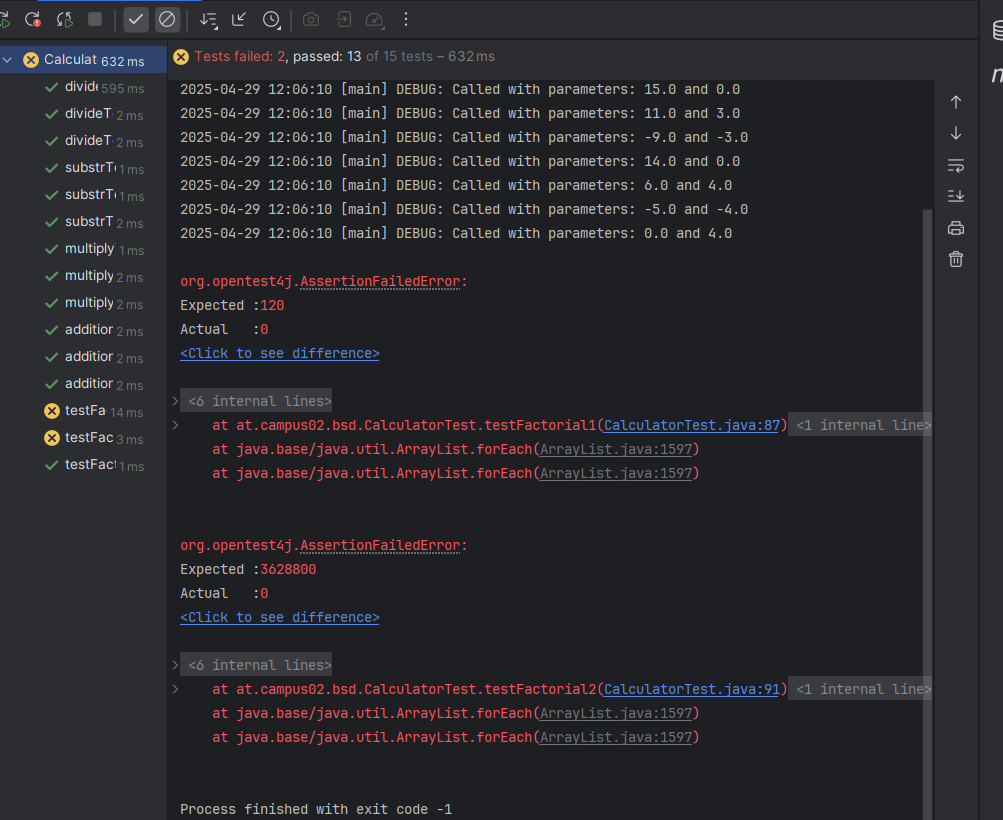 Tests failed: 2, passed: 13 of 15 tests – 632 ms
Calculat 632 ms
divide 595 ms
divideT 2 ms
divideT 2 ms
substrT 1 ms
substrT 1 ms
substrT 2 ms
multiply 1 ms
multiply 2 ms
multiply 2 ms
addition 2 ms
addition 2 ms
addition 2 ms
testFa 14 ms
testFac 3 ms
testFact 1 ms
2025-04-29 12:06:10 [main] DEBUG: Called with parameters: 15.0 and 0.0
2025-04-29 12:06:10 [main] DEBUG: Called with parameters: 11.0 and 3.0
2025-04-29 12:06:10 [main] DEBUG: Called with parameters: -9.0 and -3.0
2025-04-29 12:06:10 [main] DEBUG: Called with parameters: 14.0 and 0.0
2025-04-29 12:06:10 [main] DEBUG: Called with parameters: 6.0 and 4.0
2025-04-29 12:06:10 [main] DEBUG: Called with parameters: -5.0 and -4.0
2025-04-29 12:06:10 [main] DEBUG: Called with parameters: 0.0 and 4.0
org.opentest4j.AssertionFailedError:
Expected :120
Actual   :0
<Click to see difference>
<6 internal lines>
at at.campus02.bsd.CalculatorTest.testFactorial1(CalculatorTest.java:87) <1 internal line>
at java.base/java.util.ArrayList.forEach(ArrayList.java:1597)
at java.base/java.util.ArrayList.forEach(ArrayList.java:1597)
org.opentest4j.AssertionFailedError:
Expected :3628800
Actual   :0
<Click to see difference>
<6 internal lines>
at at.campus02.bsd.CalculatorTest.testFactorial2(CalculatorTest.java:91) <1 internal line>
at java.base/java.util.ArrayList.forEach(ArrayList.java:1597)
at java.base/java.util.ArrayList.forEach(ArrayList.java:1597)
Process finished with exit code -1